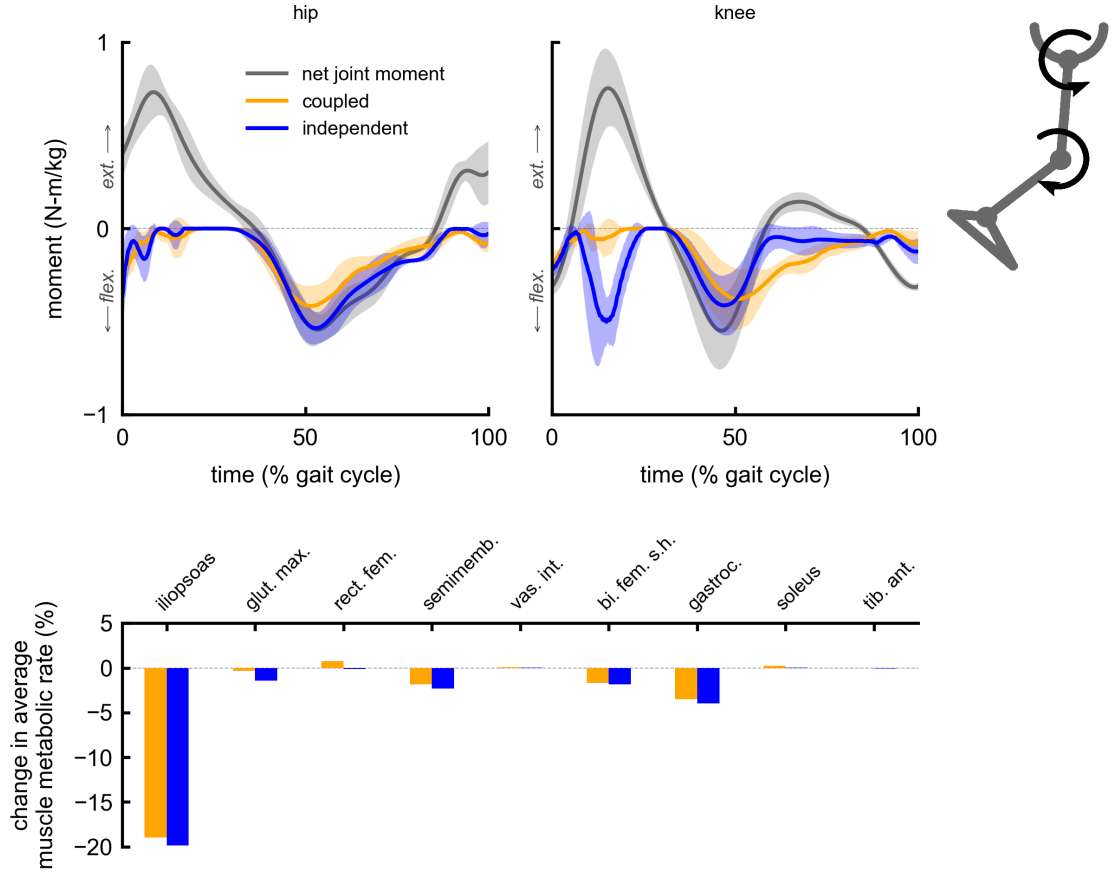 hip
knee
net joint moment
coupled
independent
moment (N-m/kg)
ext. →
← flex.
1
0
−1
0
50
100
time (% gait cycle)
ext. →
← flex.
0
50
100
time (% gait cycle)
iliopsoas
glut. max.
rect. fem.
semimemb.
vas. int.
bi. fem. s.h.
gastroc.
soleus
tib. ant.
change in average
muscle metabolic rate (%)
5
0
−5
−10
−15
−20